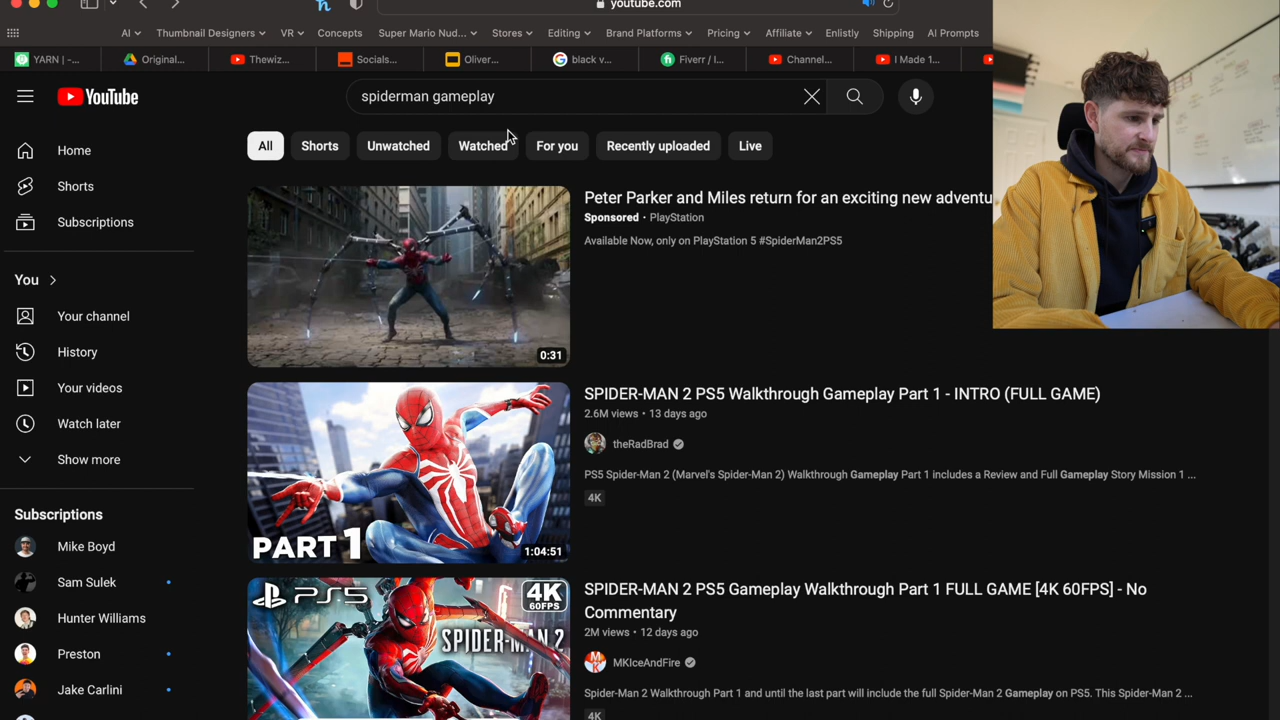 youtube.com
AI
Thumbnail Designers
VR
Concepts
Super Mario Nud...
Stores
Editing
Brand Platforms
Pricing
Affiliate
Enlistly
Shipping
AI Prompts
YARN | -...
Original...
Thewiz...
Socials...
Oliver...
black v...
Fiverr / I...
Channel...
I Made 1...
YouTube
spiderman gameplay
All
Shorts
Unwatched
Watched
For you
Recently uploaded
Live
Home
Shorts
Subscriptions
You
Your channel
History
Your videos
Watch later
Show more
Subscriptions
Mike Boyd
Sam Sulek
Hunter Williams
Preston
Jake Carlini
0:31
Peter Parker and Miles return for an exciting new adventu
Sponsored • PlayStation
Available Now, only on PlayStation 5 #SpiderMan2PS5
PART 1
1:04:51
SPIDER-MAN 2 PS5 Walkthrough Gameplay Part 1 - INTRO (FULL GAME)
2.6M views • 13 days ago
theRadBrad
PS5 Spider-Man 2 (Marvel's Spider-Man 2) Walkthrough Gameplay Part 1 includes a Review and Full Gameplay Story Mission 1 ...
4K
PS5
4K
60FPS
SPIDER-MAN 2
SPIDER-MAN 2 PS5 Gameplay Walkthrough Part 1 FULL GAME [4K 60FPS] - No
Commentary
2M views • 12 days ago
MKIceAndFire
Spider-Man 2 Walkthrough Part 1 and until the last part will include the full Spider-Man 2 Gameplay on PS5. This Spider-Man 2 ...
4K